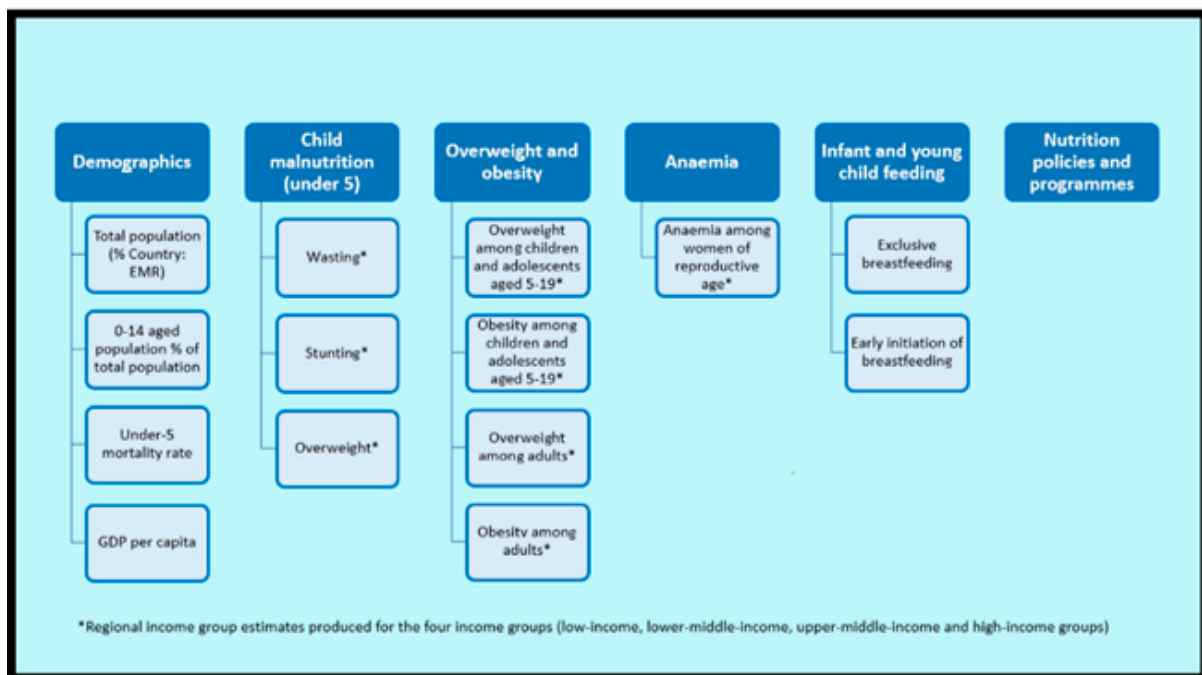 Demographics
Total population
(% Country:
EMR)
0-14 aged
population % of
total population
Under-5
mortality rate
GDP per capita
Child
malnutrition
(under 5)
Wasting*
Stunting*
Overweight*
Overweight and
obesity
Overweight
among children
and adolescents
aged 5-19*
Obesity among
children and
adolescents
aged 5-19*
Overweight
among adults*
Obesity among
adults*
Anaemia
Anaemia among
women of
reproductive
age*
Infant and young
child feeding
Exclusive
breastfeeding
Early initiation of
breastfeeding
Nutrition
policies and
programmes
*Regional income group estimates produced for the four income groups (low-income, lower-middle-income, upper-middle-income and high-income groups)